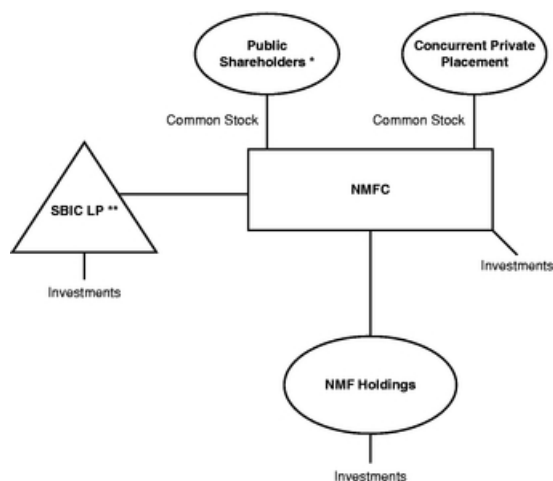 Public
Shareholders *
Concurrent Private
Placement
Common Stock
Common Stock
NMFC
SBIC LP **
Investments
Investments
NMF Holdings
Investments